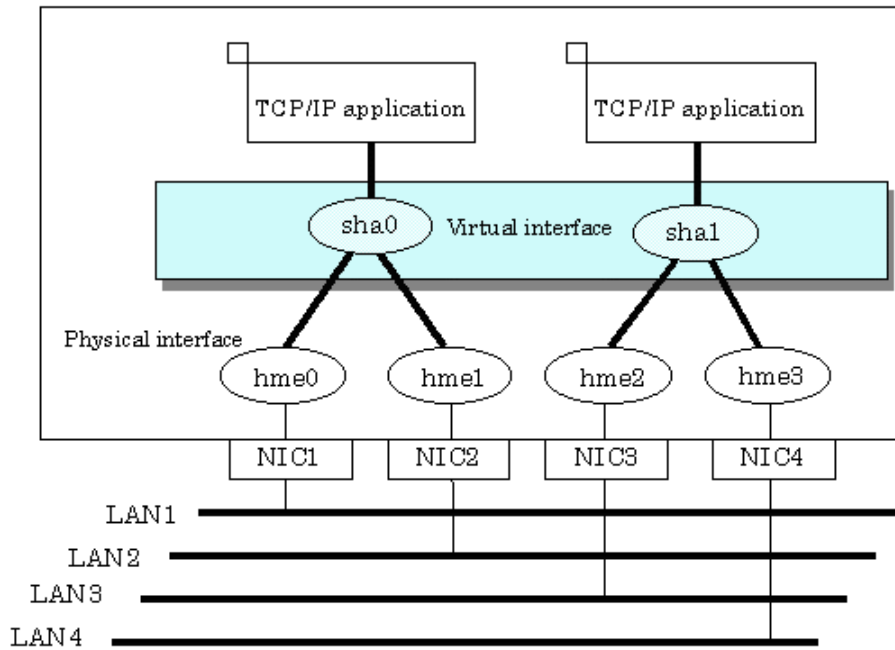 TCP/IP application
TCP/IP application
sha0
Virtual interface
sha1
Physical interface
hme0
hme1
hme2
hme3
NIC1
NIC2
NIC3
NIC4
LAN1
LAN2
LAN3
LAN4